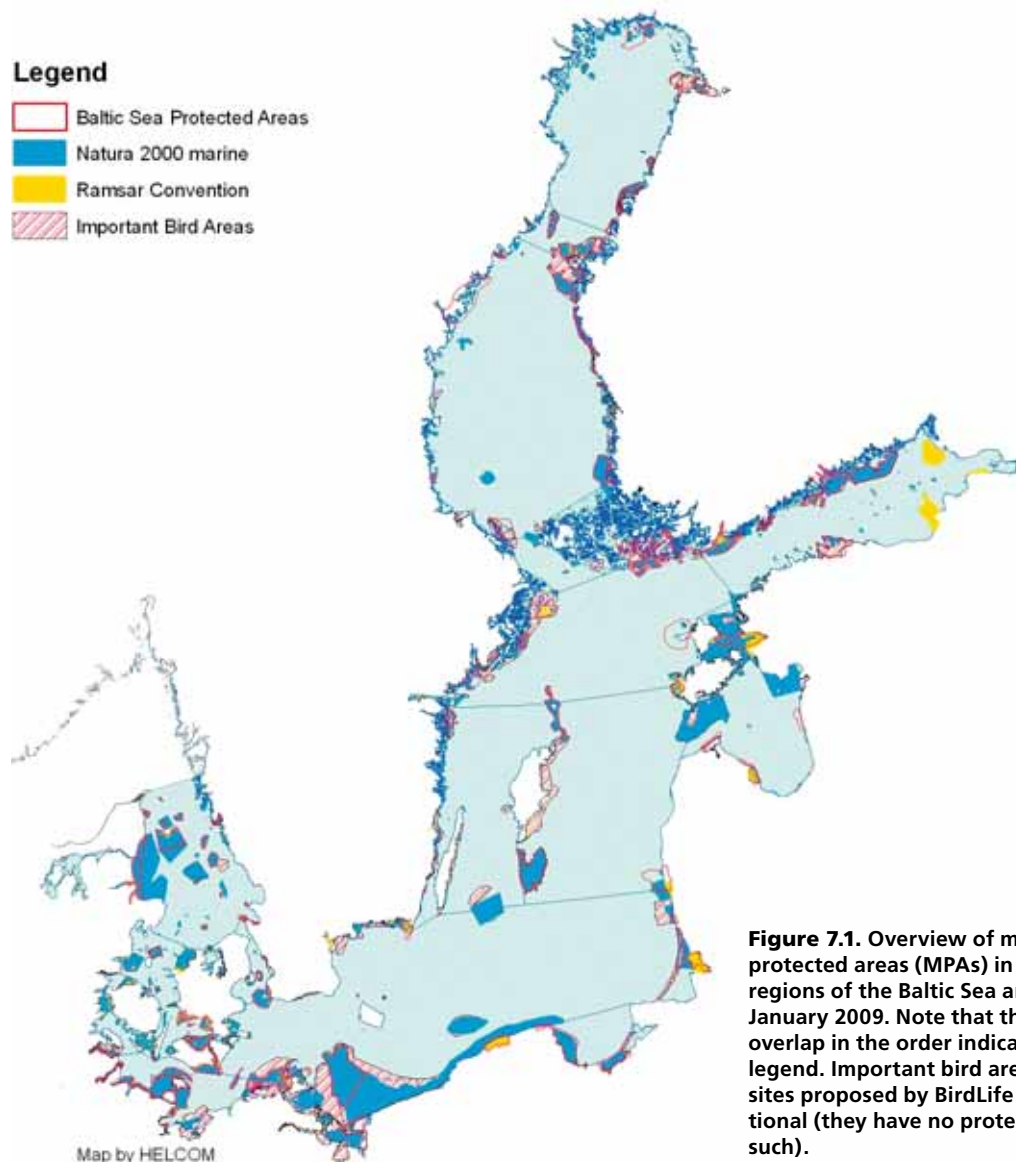 Legend
Baltic Sea Protected Areas
Natura 2000 marine
Ramsar Convention
Important Bird Areas
Figure 7.1. Overview of m
protected areas (MPAs) in
regions of the Baltic Sea a
January 2009. Note that th
overlap in the order indica
legend. Important bird are
sites proposed by BirdLife
tional (they have no prote
such).
Map by HELCOM